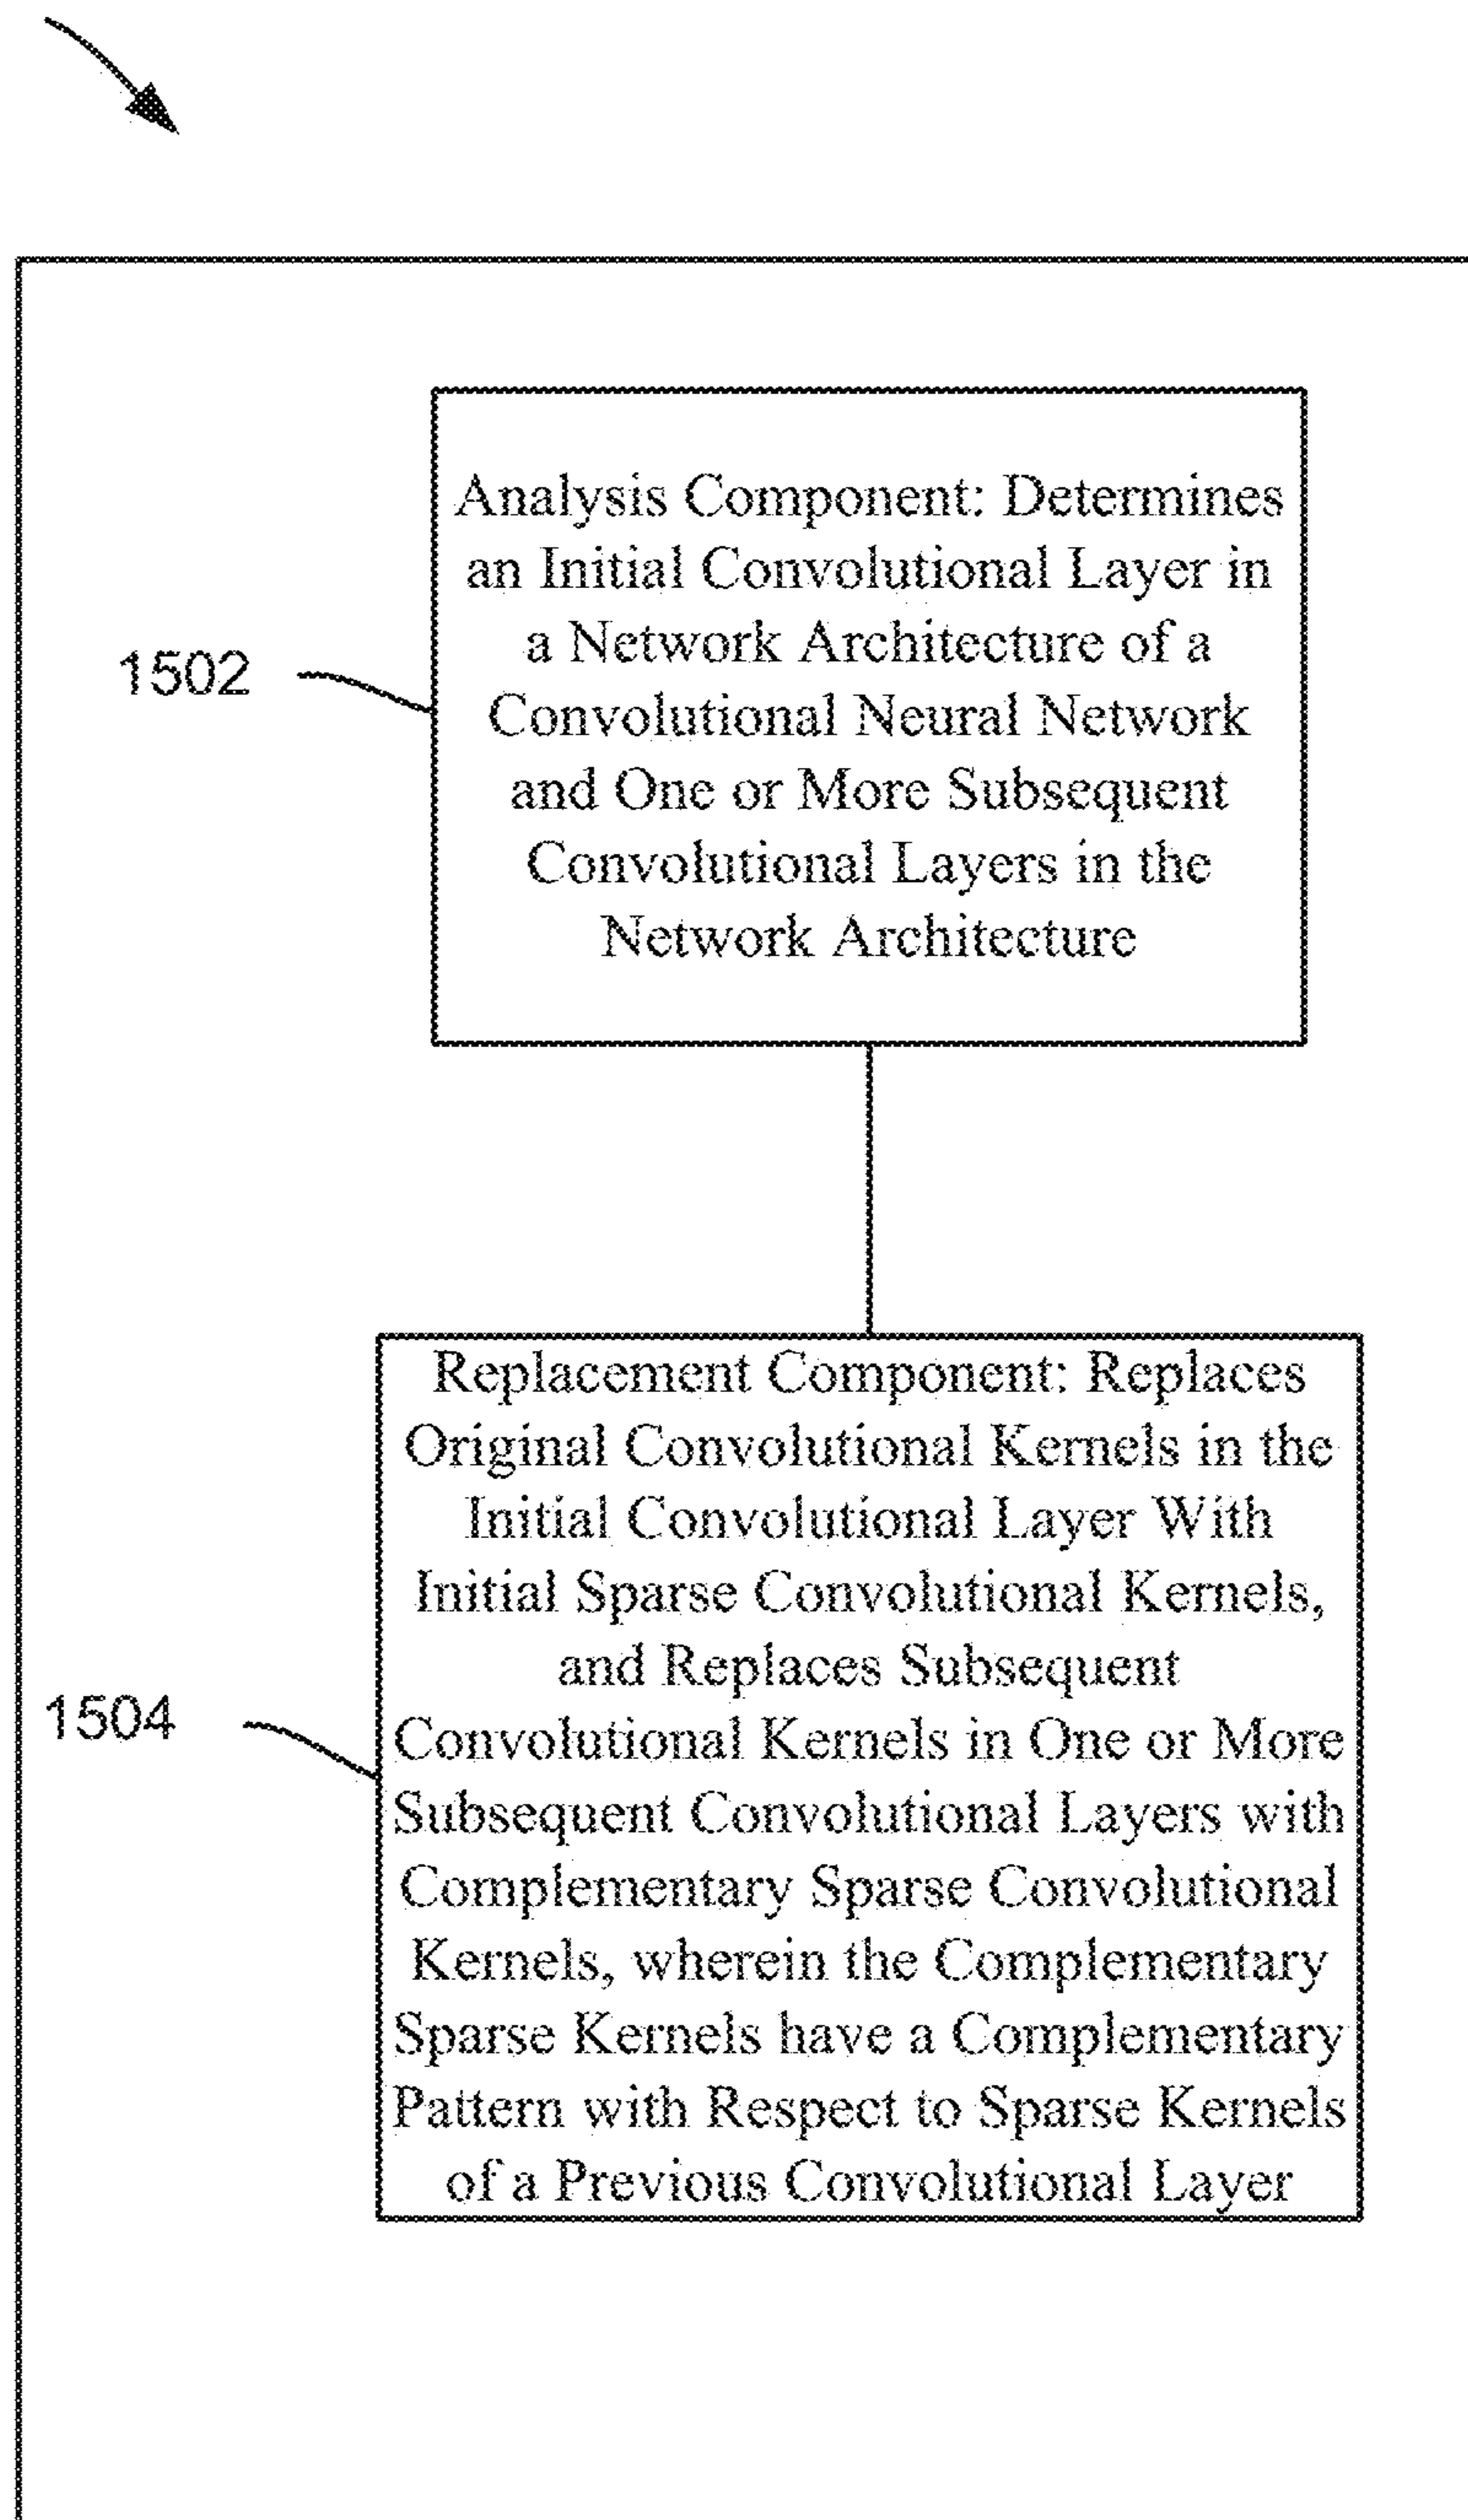 Analysis Component: Determines
an Initial Convolutional Layer in
a Network Architecture of a
1502
Convolutional Neural Network
and One or More Subsequent
Convolutional Layers in the
Network Architecture
Replacement Component: Replaces
Original Convolutional Kernels in the
Initial Convolutional Layer With
Initial Sparse Convolutional Kernels,
and Replaces Subsequent
1504
Convolutional Kernels in One or More
Subsequent Convolutional Layers with
Complementary Sparse Convolutional
Kernels, wherein the Complementary
Sparse Kernels have a Complementary
Pattern with Respect to Sparse Kernels
of a Previous Convolutional Layer